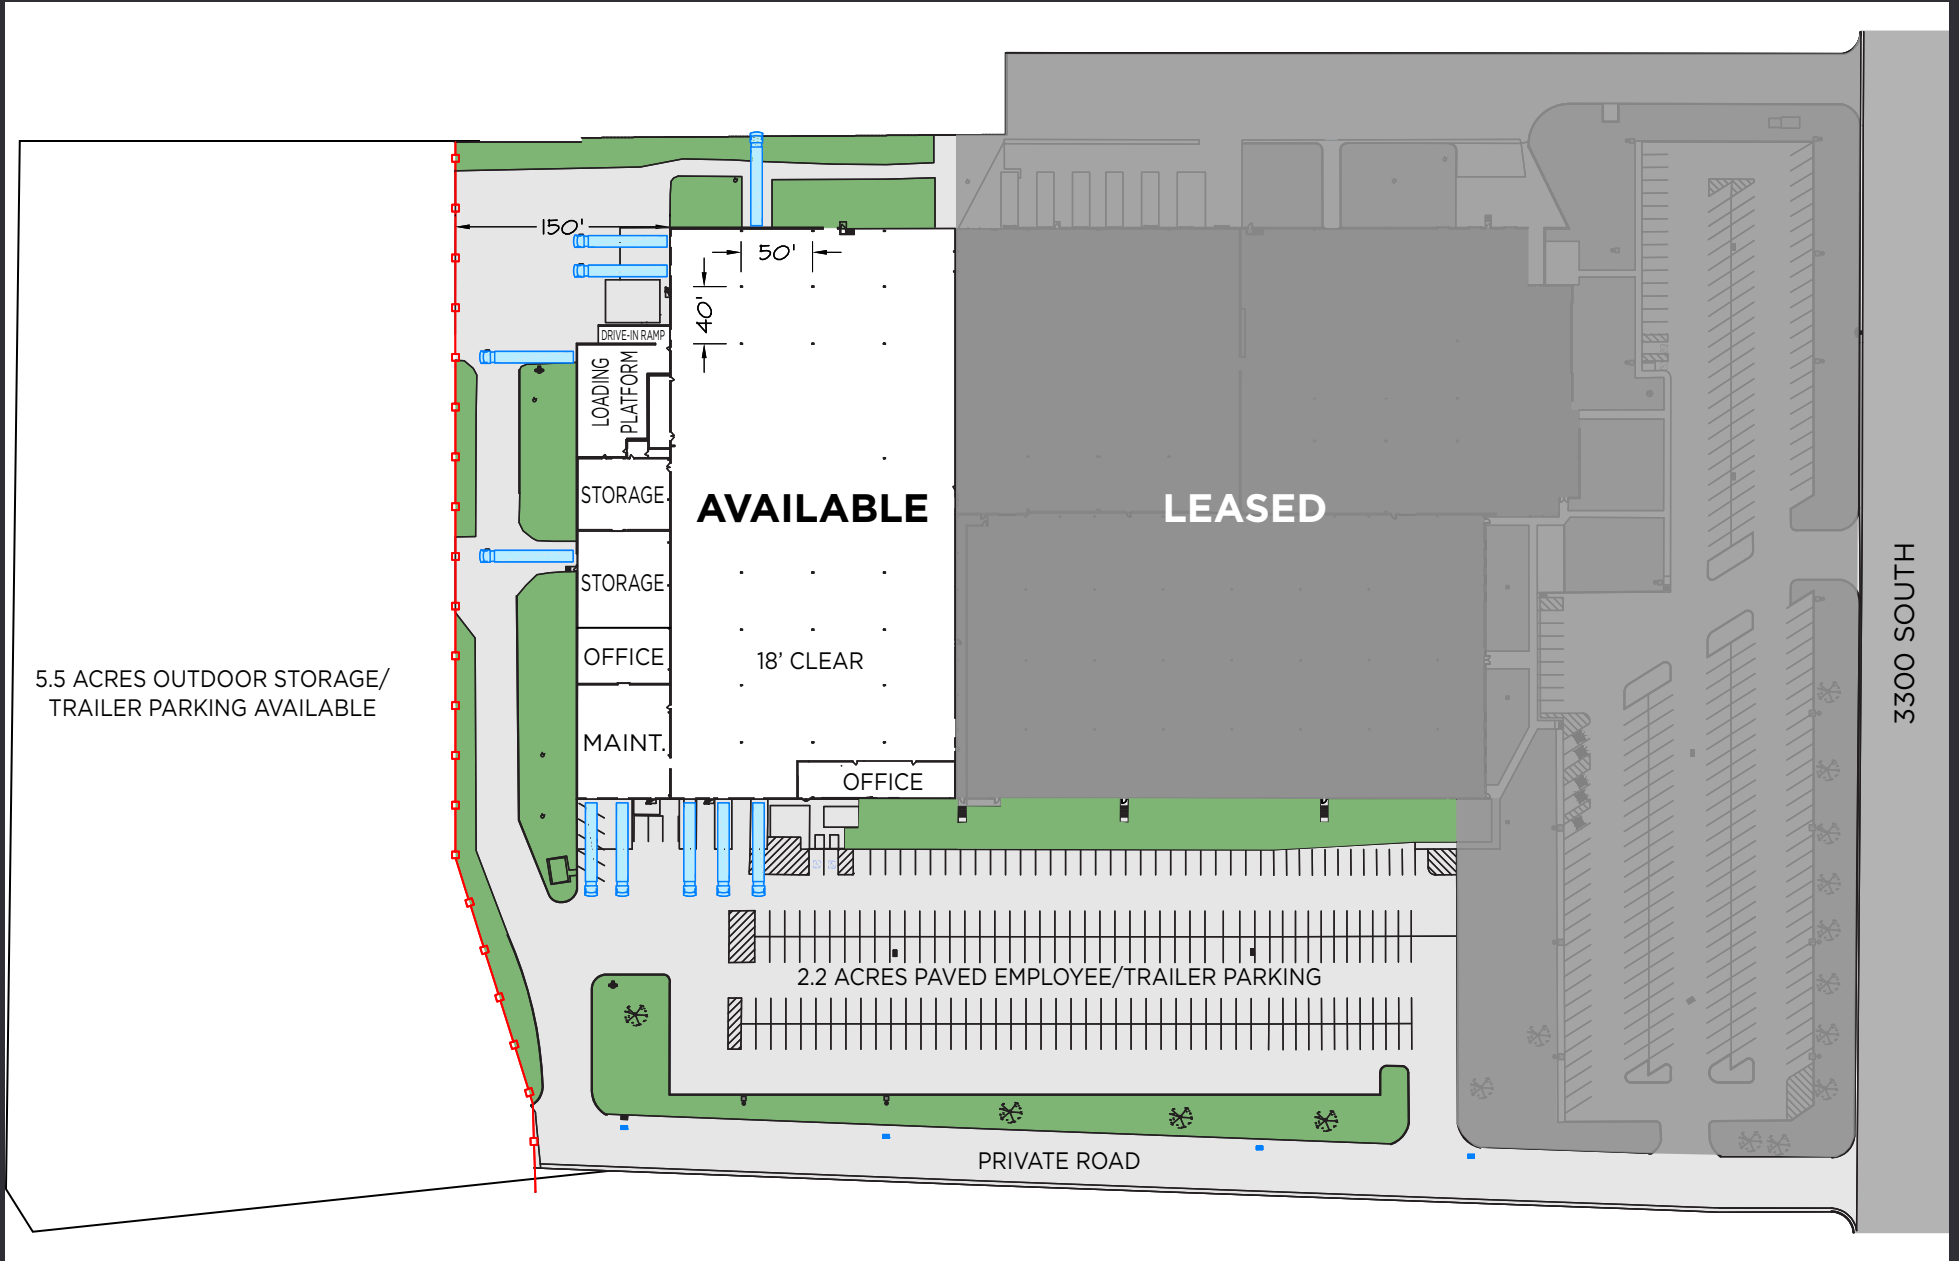 150'
50'
40'
DRIVE-IN RAMP
LOADING
PLATFORM
STORAGE
AVAILABLE
LEASED
STORAGE
OFFICE
18' CLEAR
5.5 ACRES OUTDOOR STORAGE/
TRAILER PARKING AVAILABLE
3300 SOUTH
MAINT.
OFFICE
2.2 ACRES PAVED EMPLOYEE/TRAILER PARKING
PRIVATE ROAD